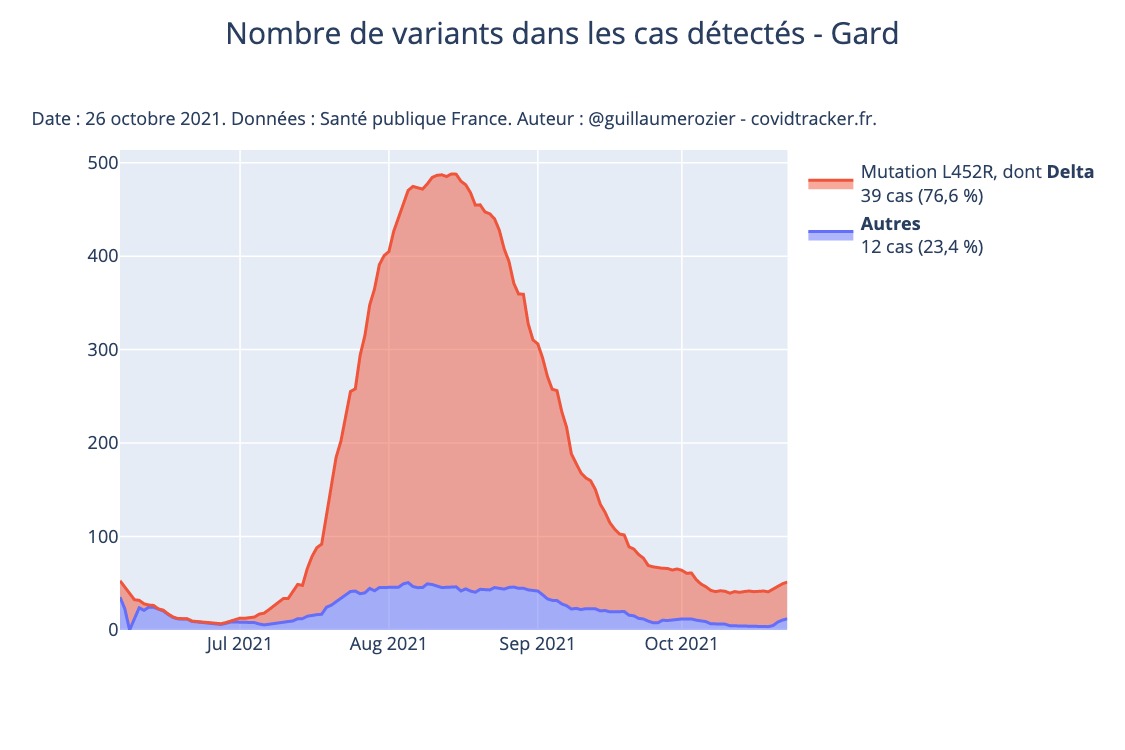 Nombre de variants dans les cas détectés - Gard
Date : 26 octobre 2021. Données : Santé publique France. Auteur : @guillaumerozier - covidtracker.fr.
500
400
300
200
100
0
Jul 2021
Aug 2021
Sep 2021
Oct 2021
Mutation L452R, dont Delta
39 cas (76,6 %)
Autres
12 cas (23,4 %)